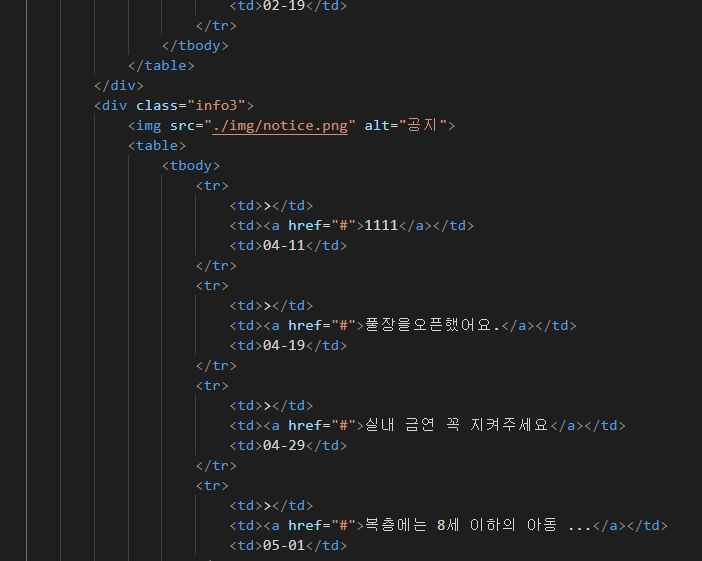 <td>02-19</td>
</tr>
</tbody>
</table>
</div>
<div class="info3">
<img src="./img/notice.png" alt="공지">
<table>
<tbody>
<tr>
<td>></td>
<td><a href="#">1111</a></td>
<td>04-11</td>
</tr>
<tr>
<td>></td>
<td><a href="#">풀장을오픈했어요.</a></td>
<td>04-19</td>
</tr>
<tr>
<td>></td>
<td><a href="#">실내 금연 꼭 지켜주세요</a></td>
<td>04-29</td>
</tr>
<tr>
<td>></td>
<td><a href="#">복층에는 8세 이하의 아동 ...</a></td>
<td>05-01</td>